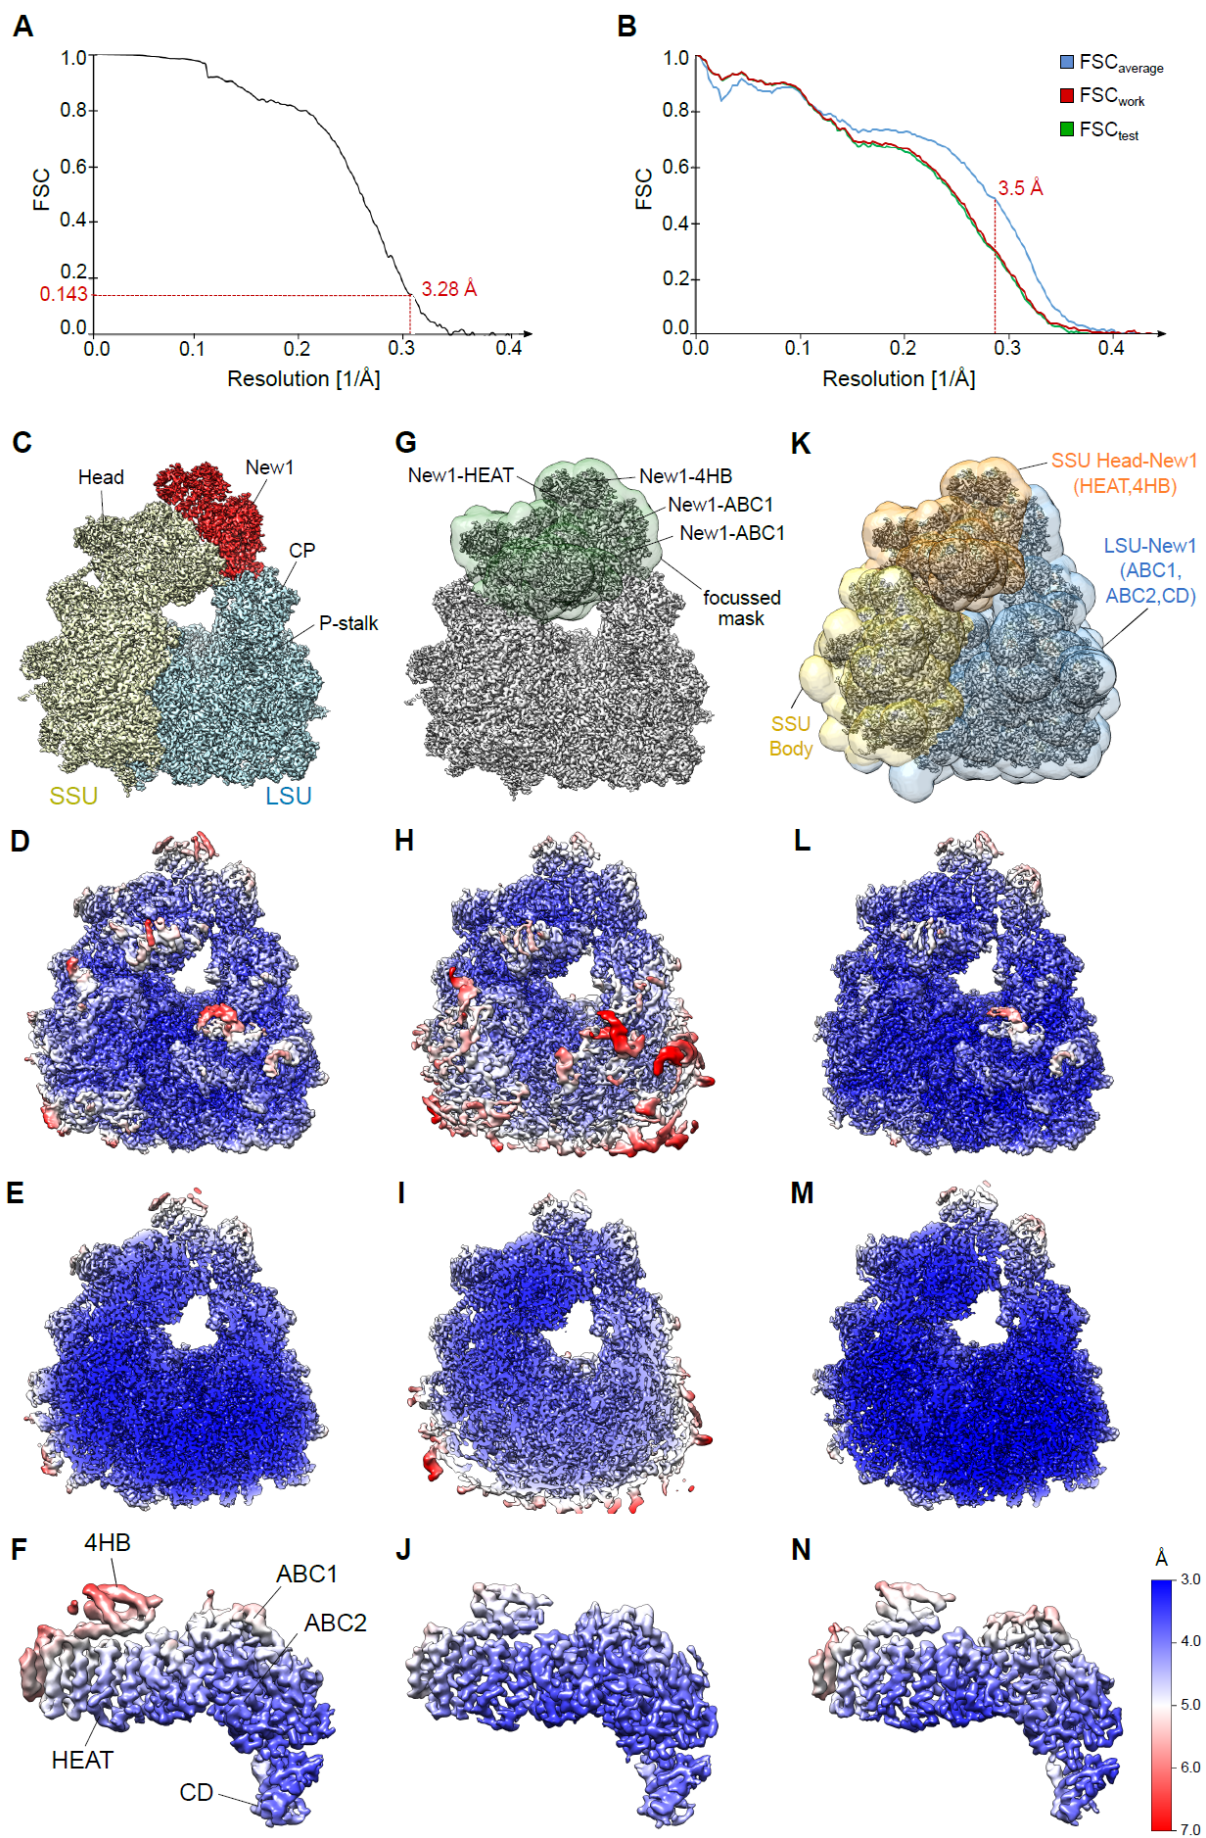 A
1.0
0.8
0.6
0.4
0.2
0.143
0.0
FSC
3.28 Å
0.0 0.1 0.2 0.3 0.4
Resolution [1/Å]
B
1.0
0.8
0.6
0.4
0.2
0.0
FSC
FSCaverage
FSCwork
FSCtest
3.5 Å
0.0 0.1 0.2 0.3 0.4
Resolution [1/Å]
C
Head
New1
CP
P-stalk
SSU
LSU
G
New1-HEAT
New1-4HB
New1-ABC1
New1-ABC1
focussed
mask
K
SSU Head-New1
(HEAT,4HB)
LSU-New1
(ABC1,
ABC2,CD)
SSU
Body
D
H
L
E
I
M
F
4HB
ABC1
ABC2
HEAT
CD
J
N
Å
3.0
4.0
5.0
6.0
7.0